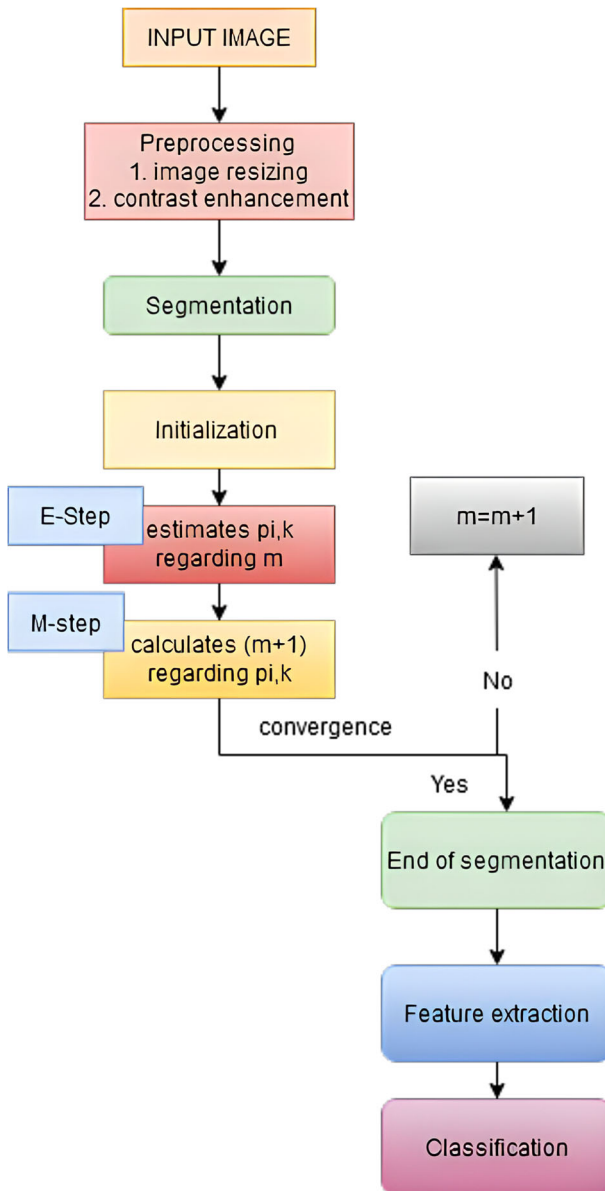 INPUT IMAGE
Preprocessing
1. image resizing
2. contrast enhancement
Segmentation
Initialization
E-Step
estimates pi,k
regarding m
m=m+1
M-step
calculates (m+1)
regarding pi,k
No
convergence
Yes
End of segmentation
Feature extraction
Classification